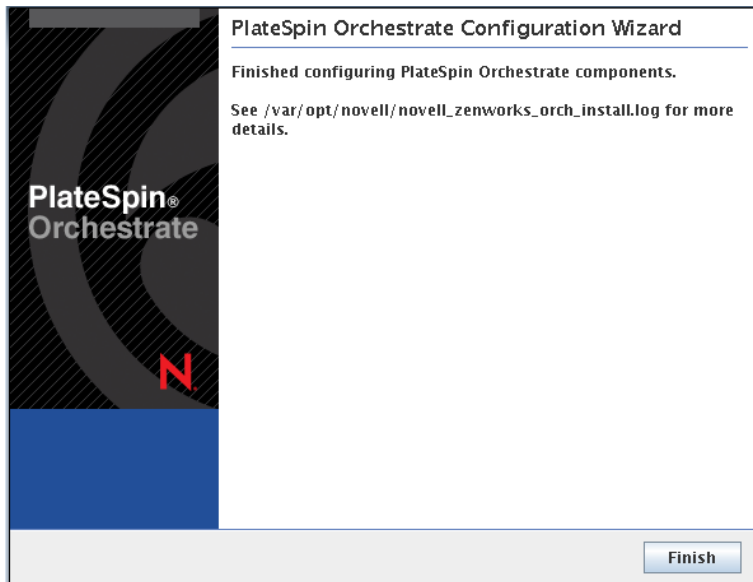 PlateSpin Orchestrate Configuration Wizard
Finished configuring PlateSpin Orchestrate components.
See /var/opt/novell/novell_zenworks_orch_install.log for more
details.
PlateSpin®
Orchestrate
N.
Finish